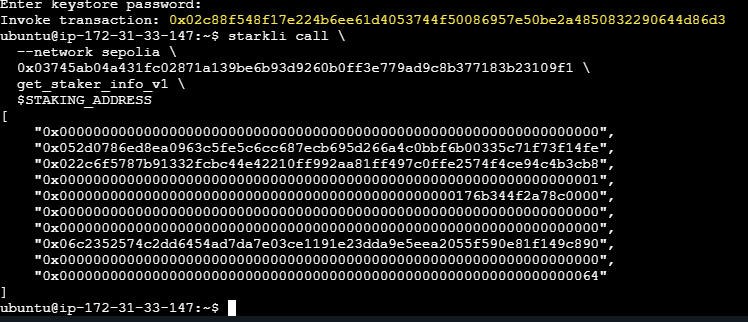 Enter keystore password:
Invoke transaction: 0x02c88f548f17e224b6ee61d4053744f50086957e50be2a4850832290644d86d3
ubuntu@ip-172-31-33-147:~$ starkli call \
  --network sepolia \
  0x03745ab04a431fc02871a139be6b93d9260b0ff3e779ad9c8b377183b23109f1 \
  get_staker_info_v1 \
  $STAKING_ADDRESS
[
    "0x0000000000000000000000000000000000000000000000000000000000000000",
    "0x052d0786ed8ea0963c5fe5c6cc687ecb695d266a4c0bbf6b00335c71f73f14fe",
    "0x022c6f5787b91332fcbc44e42210ff992aa81ff497c0ffe2574f4ce94c4b3cb8",
    "0x0000000000000000000000000000000000000000000000000000000000000001",
    "0x000000000000000000000000000000000000000000000000176b344f2a78c0000",
    "0x0000000000000000000000000000000000000000000000000000000000000000",
    "0x0000000000000000000000000000000000000000000000000000000000000000",
    "0x06c2352574c2dd6454ad7da7e03ce1191e23dda9e5eea2055f590e81f149c890",
    "0x0000000000000000000000000000000000000000000000000000000000000000",
    "0x0000000000000000000000000000000000000000000000000000000000000064"
]
ubuntu@ip-172-31-33-147:~$